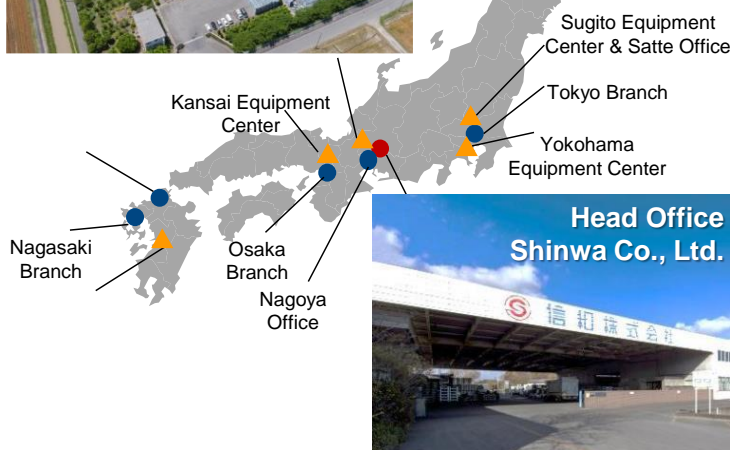 Sugito Equipment
Center & Satte Office
Tokyo Branch
Kansai Equipment
Center
Yokohama
Equipment Center
Nagasaki
Branch
Osaka
Branch
Nagoya
Office
Head Office
Shinwa Co., Ltd.
信和株式会社